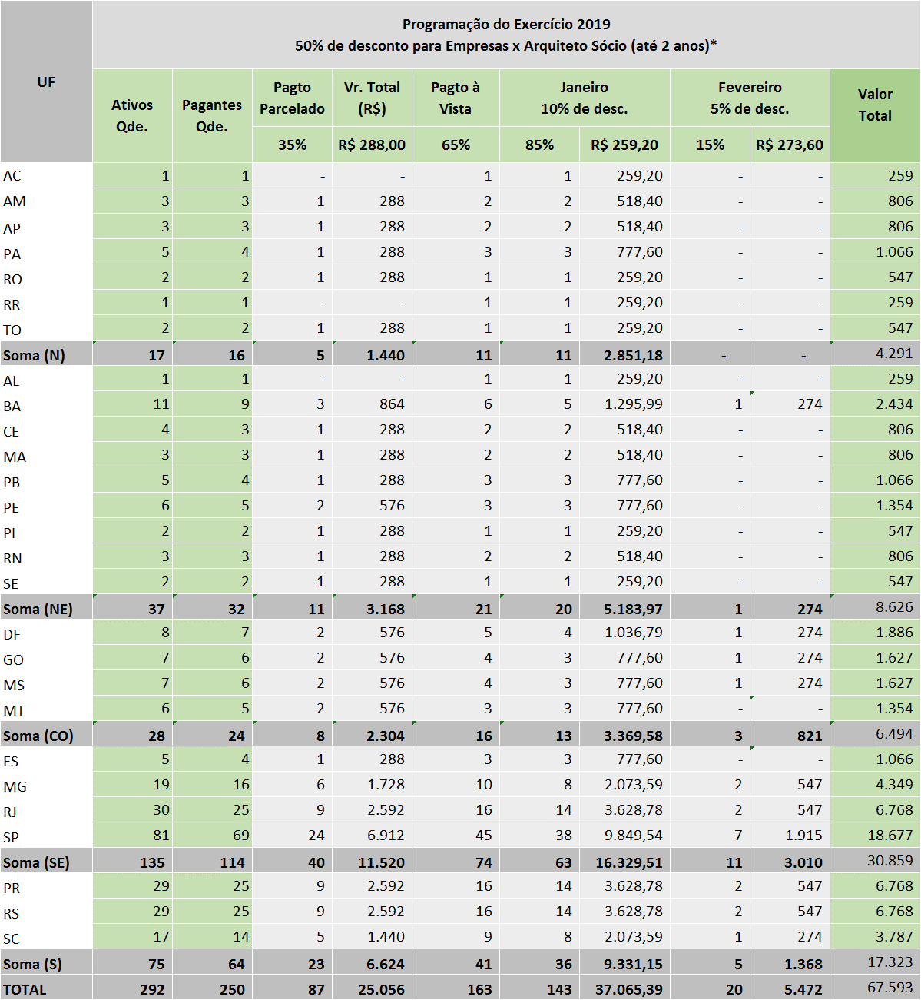 Programação do Exercício 2019
50% de desconto para Empresas x Arquiteto Sócio (até 2 anos)*
UF
Ativos Qde. Pagantes Qde. Pagto Parcelado Vr. Total (R$) Pagto à Vista Janeiro 10% de desc. Fevereiro 5% de desc. Valor Total
35% R$ 288,00 65% 85% R$ 259,20 15% R$ 273,60
AC 1 1 - - 1 1 259,20 - - 259
AM 3 3 1 288 2 2 518,40 - - 806
AP 3 3 1 288 2 2 518,40 - - 806
PA 5 4 1 288 3 3 777,60 - - 1.066
RO 2 2 1 288 1 1 259,20 - - 547
RR 1 1 - - 1 1 259,20 - - 259
TO 2 2 1 288 1 1 259,20 - - 547
Soma (N) 17 16 5 1.440 11 11 2.851,18 - - 4.291
AL 1 1 - - 1 1 259,20 - - 259
BA 11 9 3 864 6 5 1.295,99 1 274 2.434
CE 4 3 1 288 2 2 518,40 - - 806
MA 3 3 1 288 2 2 518,40 - - 806
PB 5 4 1 288 3 3 777,60 - - 1.066
PE 6 5 2 576 3 3 777,60 - - 1.354
PI 2 2 1 288 1 1 259,20 - - 547
RN 3 3 1 288 2 2 518,40 - - 806
SE 2 2 1 288 1 1 259,20 - - 547
Soma (NE) 37 32 11 3.168 21 20 5.183,97 1 274 8.626
DF 8 7 2 576 5 4 1.036,79 1 274 1.886
GO 7 6 2 576 4 3 777,60 1 274 1.627
MS 7 6 2 576 4 3 777,60 1 274 1.627
MT 6 5 2 576 3 3 777,60 - - 1.354
Soma (CO) 28 24 8 2.304 16 13 3.369,58 3 821 6.494
ES 5 4 1 288 3 3 777,60 - - 1.066
MG 19 16 6 1.728 10 8 2.073,59 2 547 4.349
RJ 30 25 9 2.592 16 14 3.628,78 2 547 6.768
SP 81 69 24 6.912 45 38 9.849,54 7 1.915 18.677
Soma (SE) 135 114 40 11.520 74 63 16.329,51 11 3.010 30.859
PR 29 25 9 2.592 16 14 3.628,78 2 547 6.768
RS 29 25 9 2.592 16 14 3.628,78 2 547 6.768
SC 17 14 5 1.440 9 8 2.073,59 1 274 3.787
Soma (S) 75 64 23 6.624 41 36 9.331,15 5 1.368 17.323
TOTAL 292 250 87 25.056 163 143 37.065,39 20 5.472 67.593